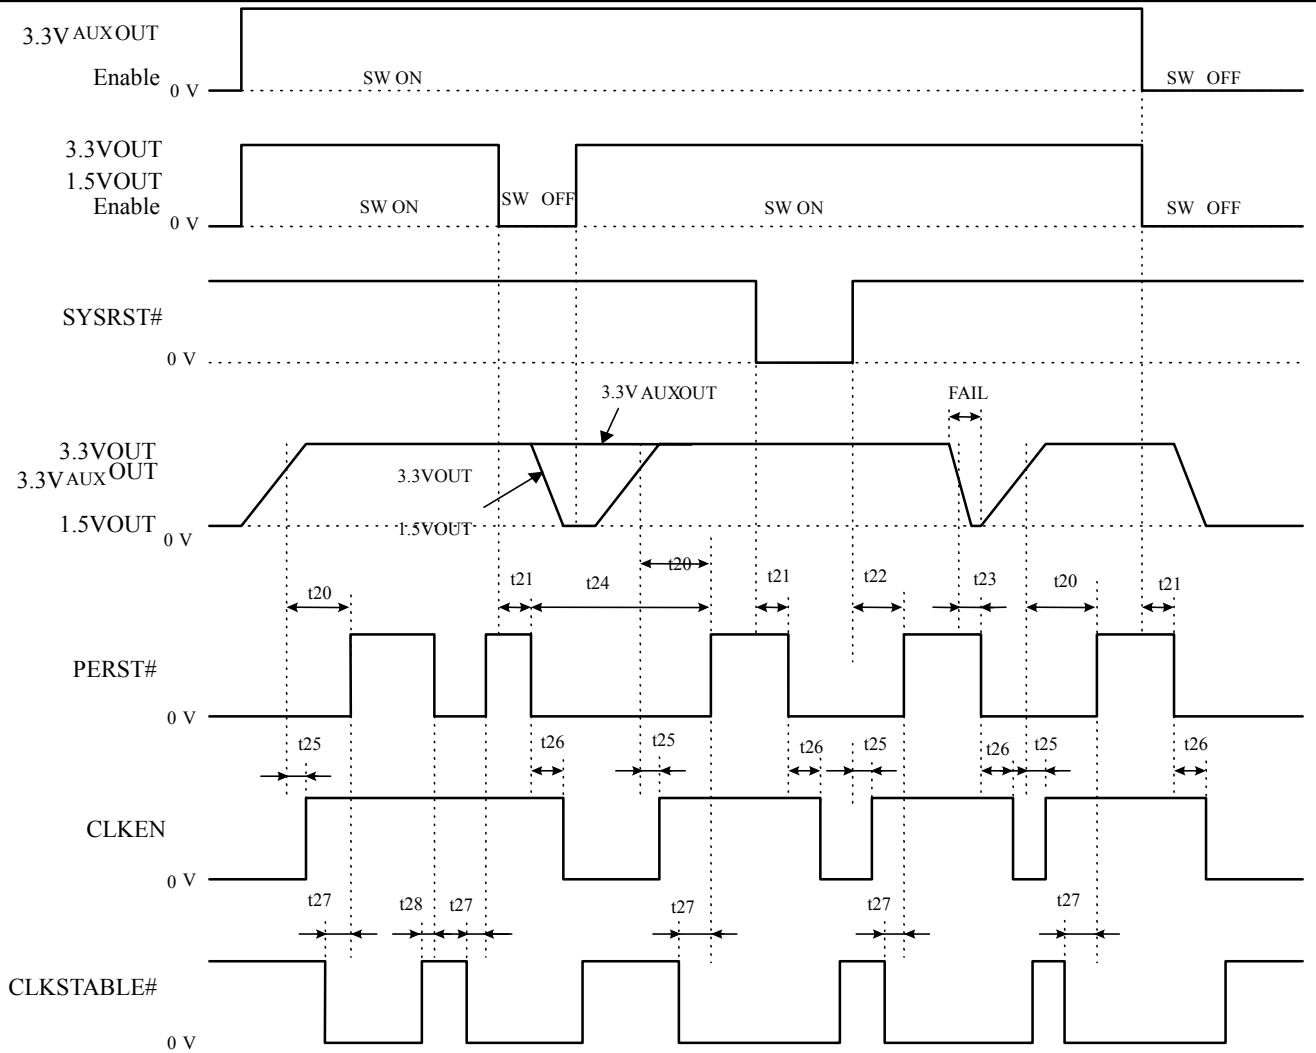 3.3V AUX OUT
Enable
0 V
SW ON
SW OFF
3.3VOUT
1.5VOUT
Enable
0 V
SW ON
SW OFF
SW ON
SW OFF
SYSRST#
0 V
3.3V AUXOUT
FAIL
3.3VOUT
3.3VAUX OUT
1.5VOUT
0 V
3.3VOUT
1.5VOUT
t20
t21
t24
t20
t21
t22
t23
t20
t21
PERST#
0 V
t25
t26
t25
t26
t25
t26
t25
t26
CLKEN
0 V
t27
t28
t27
t27
t27
t27
CLKSTABLE#
0 V